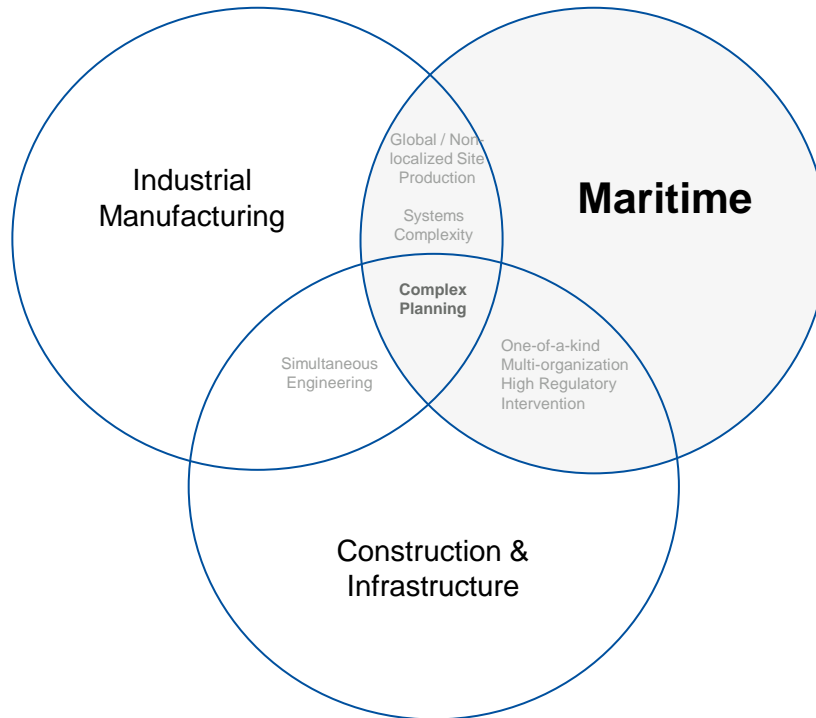 Global / Non-
localized Site
Production
Industrial
Manufacturing
Maritime
Systems
Complexity
Complex
Planning
Simultaneous
Engineering
One-of-a-kind
Multi-organization
High Regulatory
Intervention
Construction &
Infrastructure